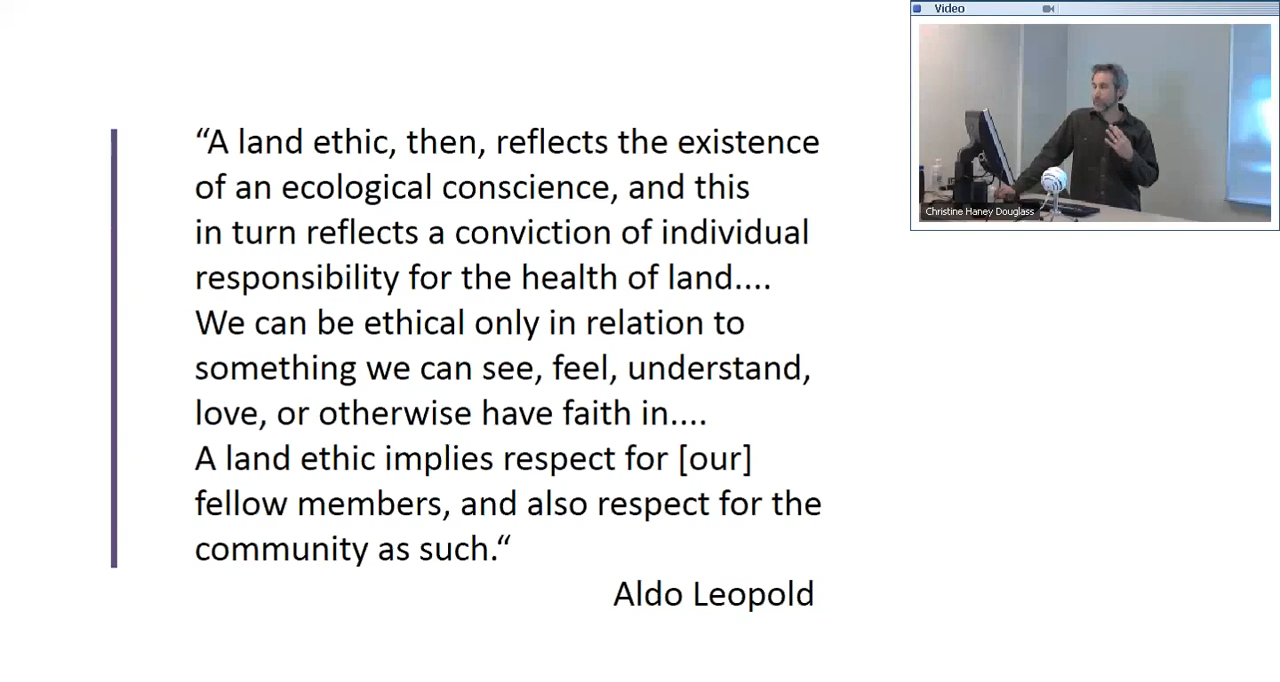 Video
Christine Haney Douglass
“A land ethic, then, reflects the existence
of an ecological conscience, and this
in turn reflects a conviction of individual
responsibility for the health of land....
We can be ethical only in relation to
something we can see, feel, understand,
love, or otherwise have faith in....
A land ethic implies respect for [our]
fellow members, and also respect for the
community as such.“
Aldo Leopold